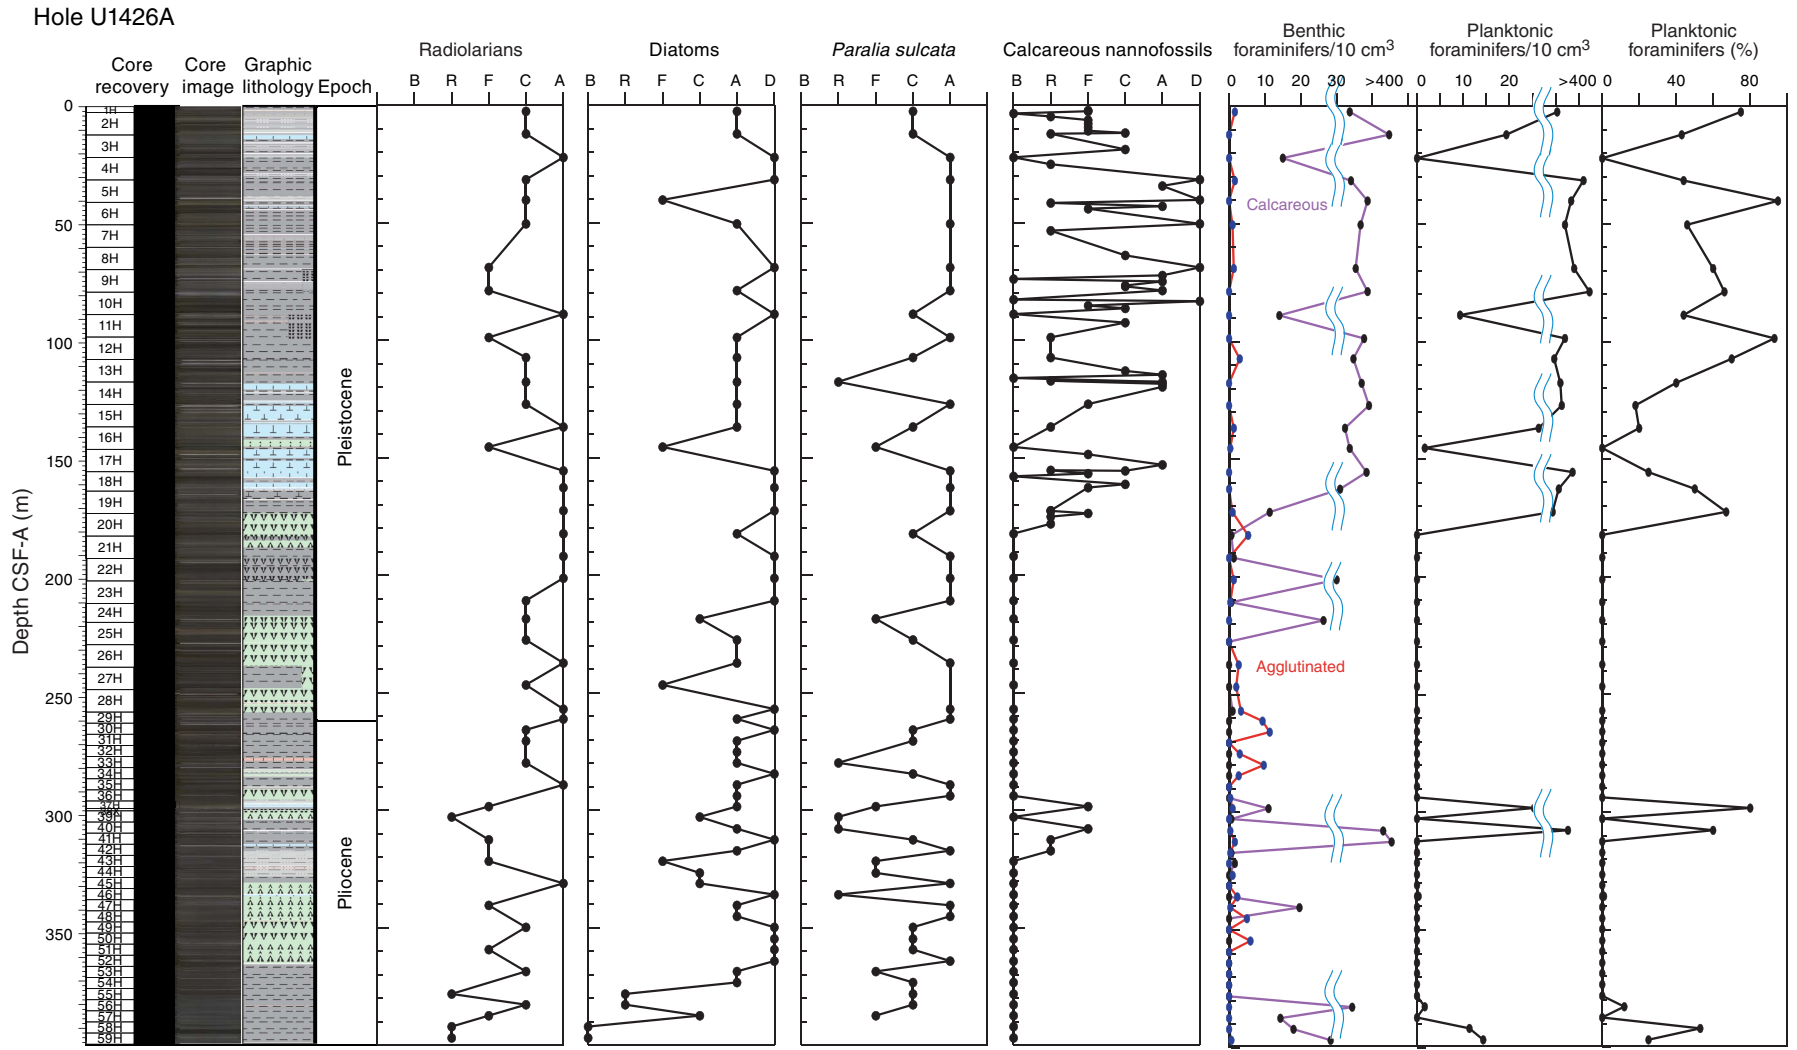 Hole U1426A
Core recovery
Core image
Graphic lithology
Epoch
Radiolarians
Diatoms
Paralia sulcata
Calcareous nannofossils
Benthic foraminifers/10 cm3
Planktonic foraminifers/10 cm3
Planktonic foraminifers (%)
B R F C A
B R F C A D
B R F C A
B R F C A D
0 10 20 30 >400
0 10 20 >400
0 40 80
Depth CSF-A (m)
0
50
100
150
200
250
300
350
1H
2H
3H
4H
5H
6H
7H
8H
9H
10H
11H
12H
13H
14H
15H
16H
17H
18H
19H
20H
21H
22H
23H
24H
25H
26H
27H
28H
29H
30H
31H
32H
33H
34H
35H
36H
37H
39H
40H
41H
42H
43H
44H
45H
46H
47H
48H
49H
50H
51H
52H
53H
54H
55H
56H
57H
58H
59H
Pleistocene
Pliocene
Calcareous
Agglutinated